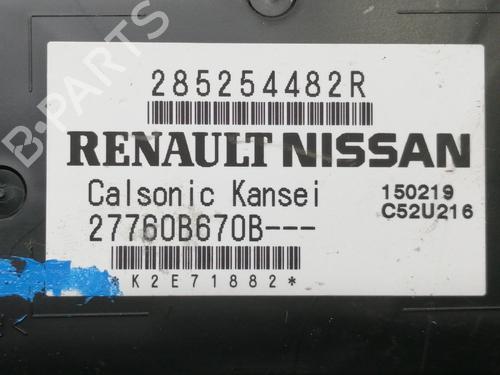 285254482R
RENAULT NISSAN
Calsonic Kansei
150219
27760B670B---
C52U216
*K2E71882*
B-PARTS